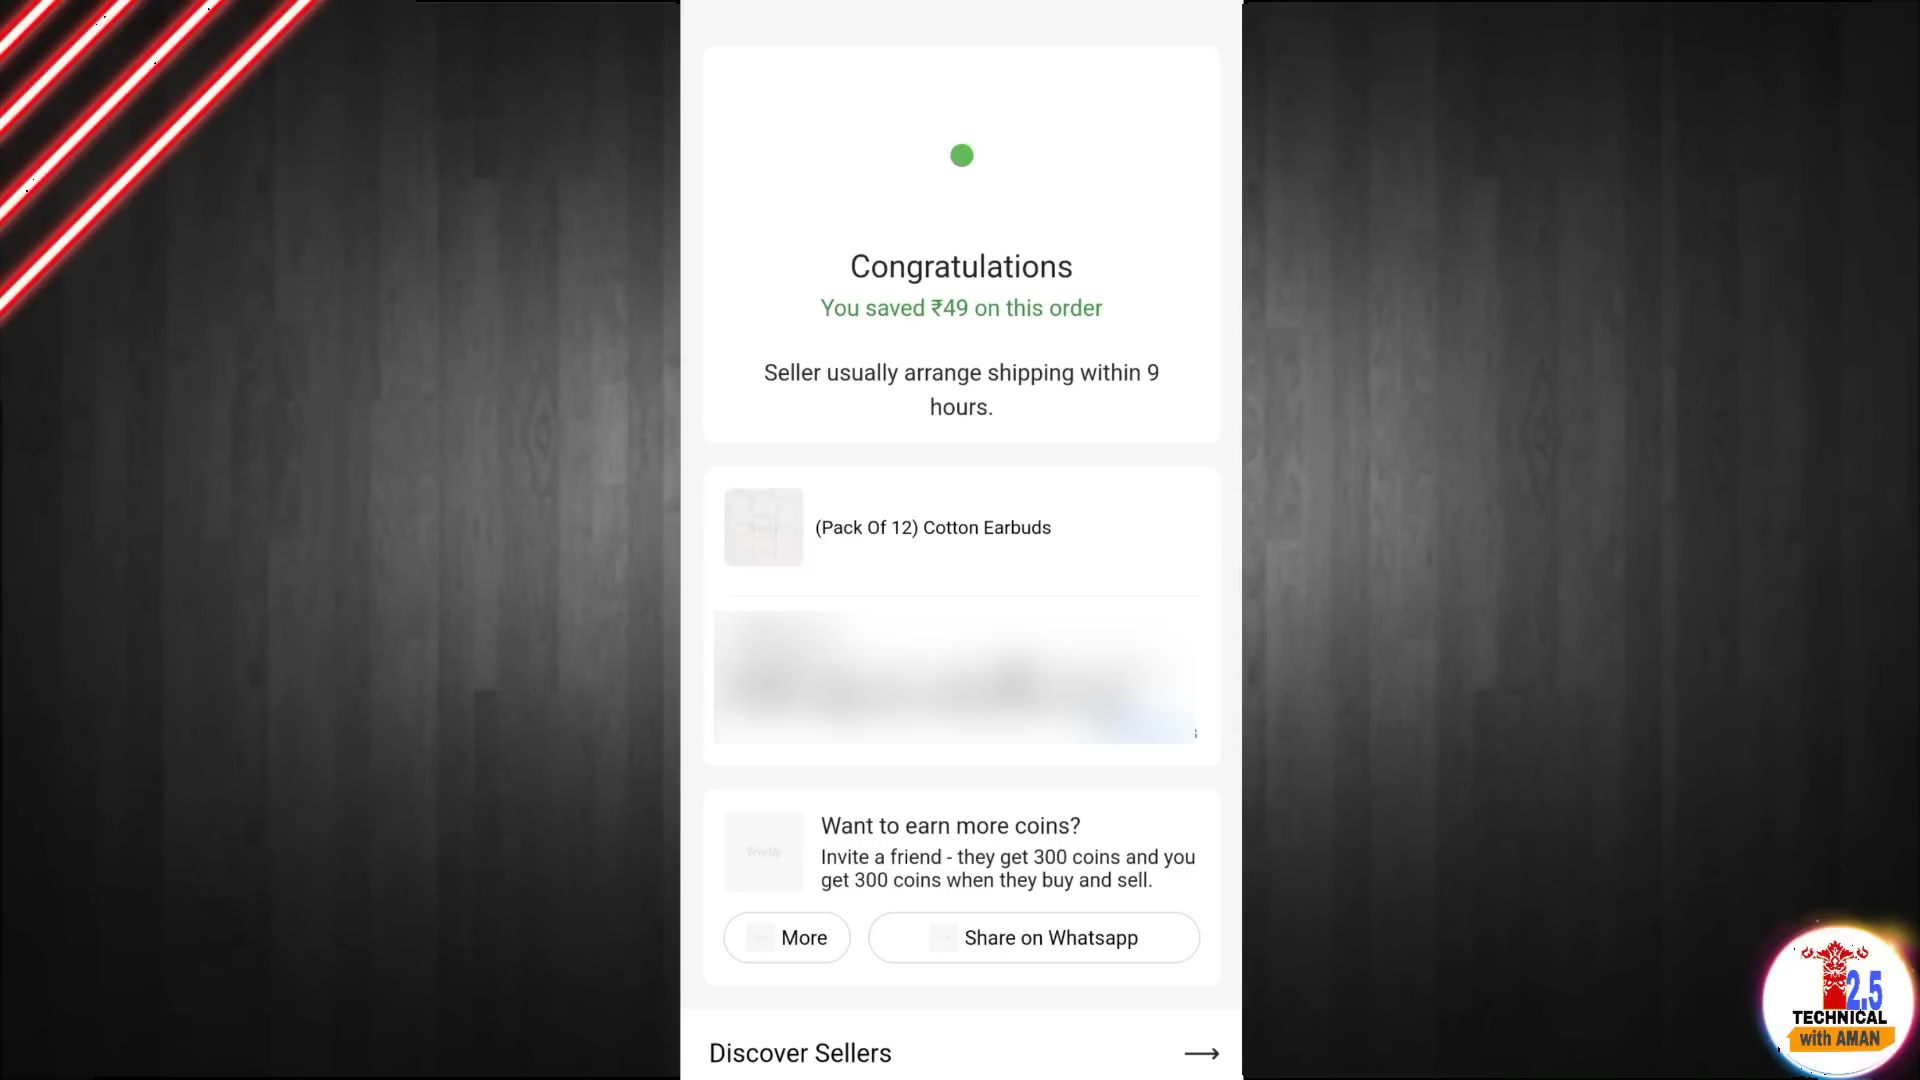 Congratulations
You saved ₹49 on this order
Seller usually arrange shipping within 9
hours.
(Pack Of 12) Cotton Earbuds
Want to earn more coins?
Invite a friend - they get 300 coins and you
get 300 coins when they buy and sell.
More
Share on Whatsapp
Discover Sellers
2.5
TECHNICAL
with AMAN